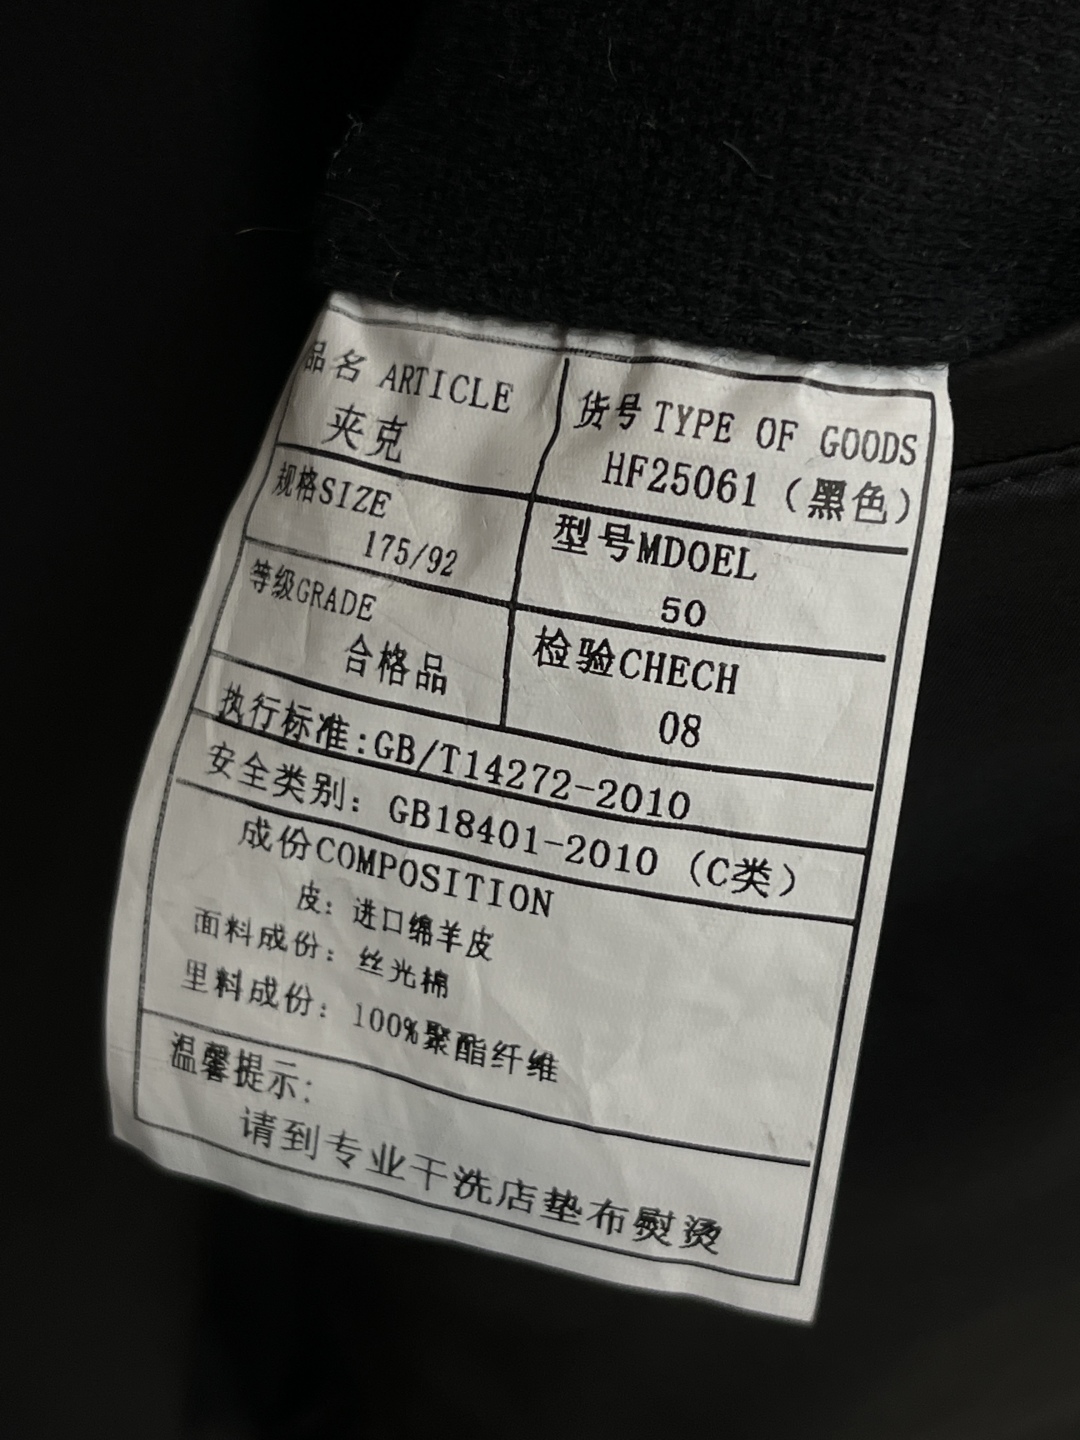 品名 ARTICLE
夹克
货号 TYPE OF GOODS
HF25061（黑色）
规格SIZE
175/92
型号MDOEL
50
等级GRADE
合格品
检验CHECH
08
执行标准:GB/T14272-2010
安全类别：GB18401-2010（C类）
成份COMPOSITION
皮：进口绵羊皮
面料成份：丝光棉
里料成份：100%聚酯纤维
温馨提示:
请到专业干洗店垫布熨烫